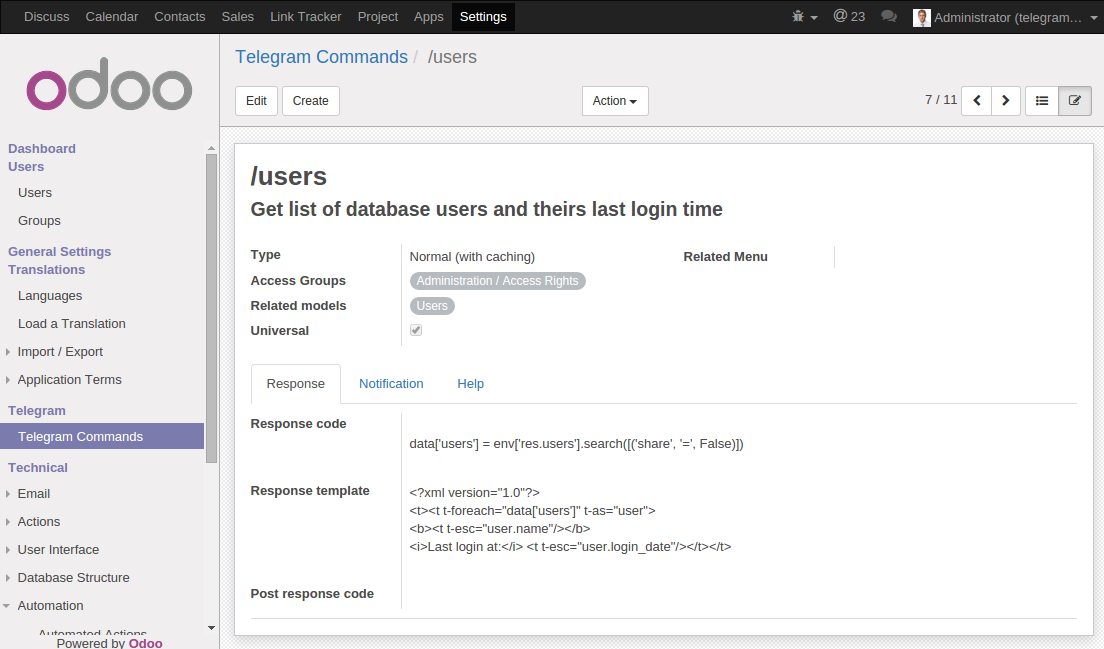 Discuss Calendar Contacts Sales Link Tracker Project Apps Settings @ 23 Administrator (telegram…
odoo
Dashboard
Users
Users
Groups
General Settings
Translations
Languages
Load a Translation
Import / Export
Application Terms
Telegram
Telegram Commands
Technical
Email
Actions
User Interface
Database Structure
Automation
Automated Actions
Powered by Odoo
Telegram Commands / /users
Edit Create Action 7 / 11
/users
Get list of database users and theirs last login time
Type Normal (with caching) Related Menu
Access Groups Administration / Access Rights
Related models Users
Universal
Response Notification Help
Response code
data['users'] = env['res.users'].search([('share', '=', False)])
Response template
<?xml version="1.0"?>
<t><t t-foreach="data['users']" t-as="user">
<b><t t-esc="user.name"/></b>
<i>Last login at:</i> <t t-esc="user.login_date"/></t></t>
Post response code